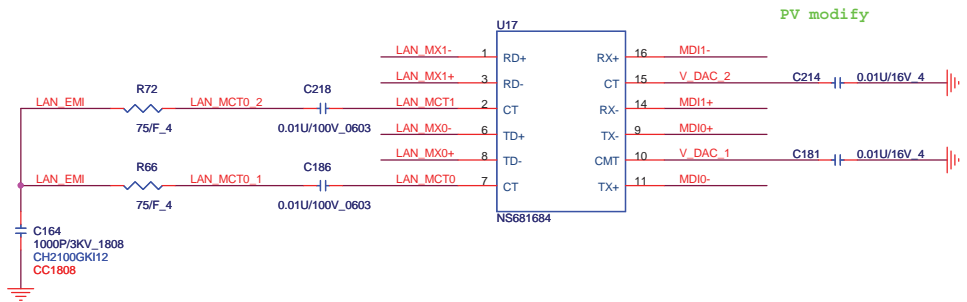 PV modify
U17
LAN_MX1- 1 RD+ RX+ 16 MDI1-
LAN_MX1+ 3 RD- CT 15 V_DAC_2 C214 0.01U/16V_4
LAN_EMI R72 LAN_MCT0_2 C218 LAN_MCT1 2 CT RX- 14 MDI1+
75/F_4 0.01U/100V_0603
LAN_MX0- 6 TD+ TX- 9 MDI0+
LAN_MX0+ 8 TD- CMT 10 V_DAC_1 C181 0.01U/16V_4
LAN_EMI R66 LAN_MCT0_1 C186 LAN_MCT0 7 CT TX+ 11 MDI0-
75/F_4 0.01U/100V_0603
NS681684
C164
1000P/3KV_1808
CH2100GKI12
CC1808